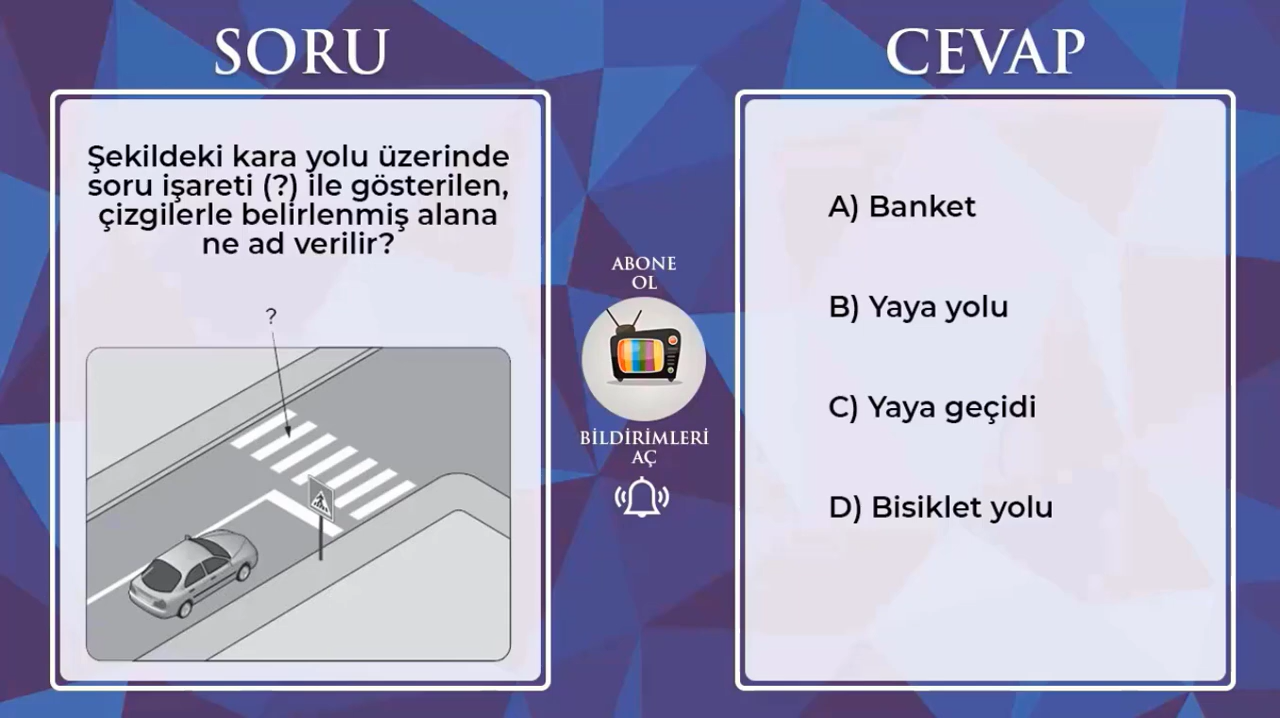 SORU
Şekildeki kara yolu üzerinde
soru işareti (?) ile gösterilen,
çizgilerle belirlenmiş alana
ne ad verilir?
?
ABONE
OL
BİLDİRİMLERİ
AÇ
CEVAP
A) Banket
B) Yaya yolu
C) Yaya geçidi
D) Bisiklet yolu